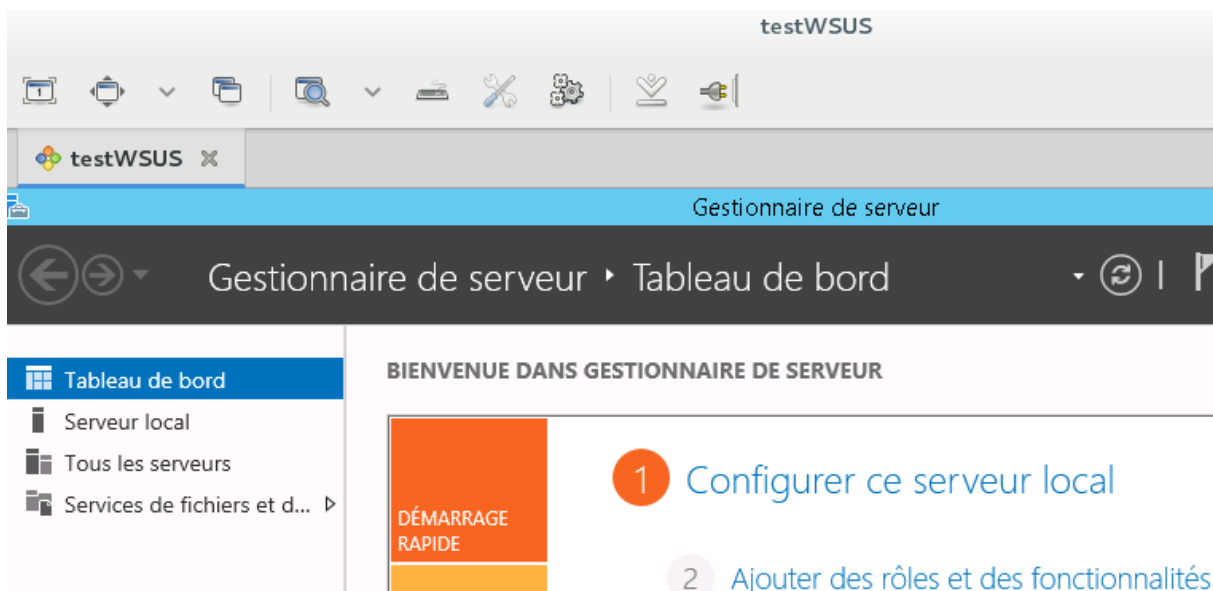 testWSUS
testWSUS
Gestionnaire de serveur
Gestionnaire de serveur ‣ Tableau de bord
Tableau de bord
Serveur local
Tous les serveurs
Services de fichiers et d...
BIENVENUE DANS GESTIONNAIRE DE SERVEUR
DÉMARRAGE
RAPIDE
1 Configurer ce serveur local
2 Ajouter des rôles et des fonctionnalités